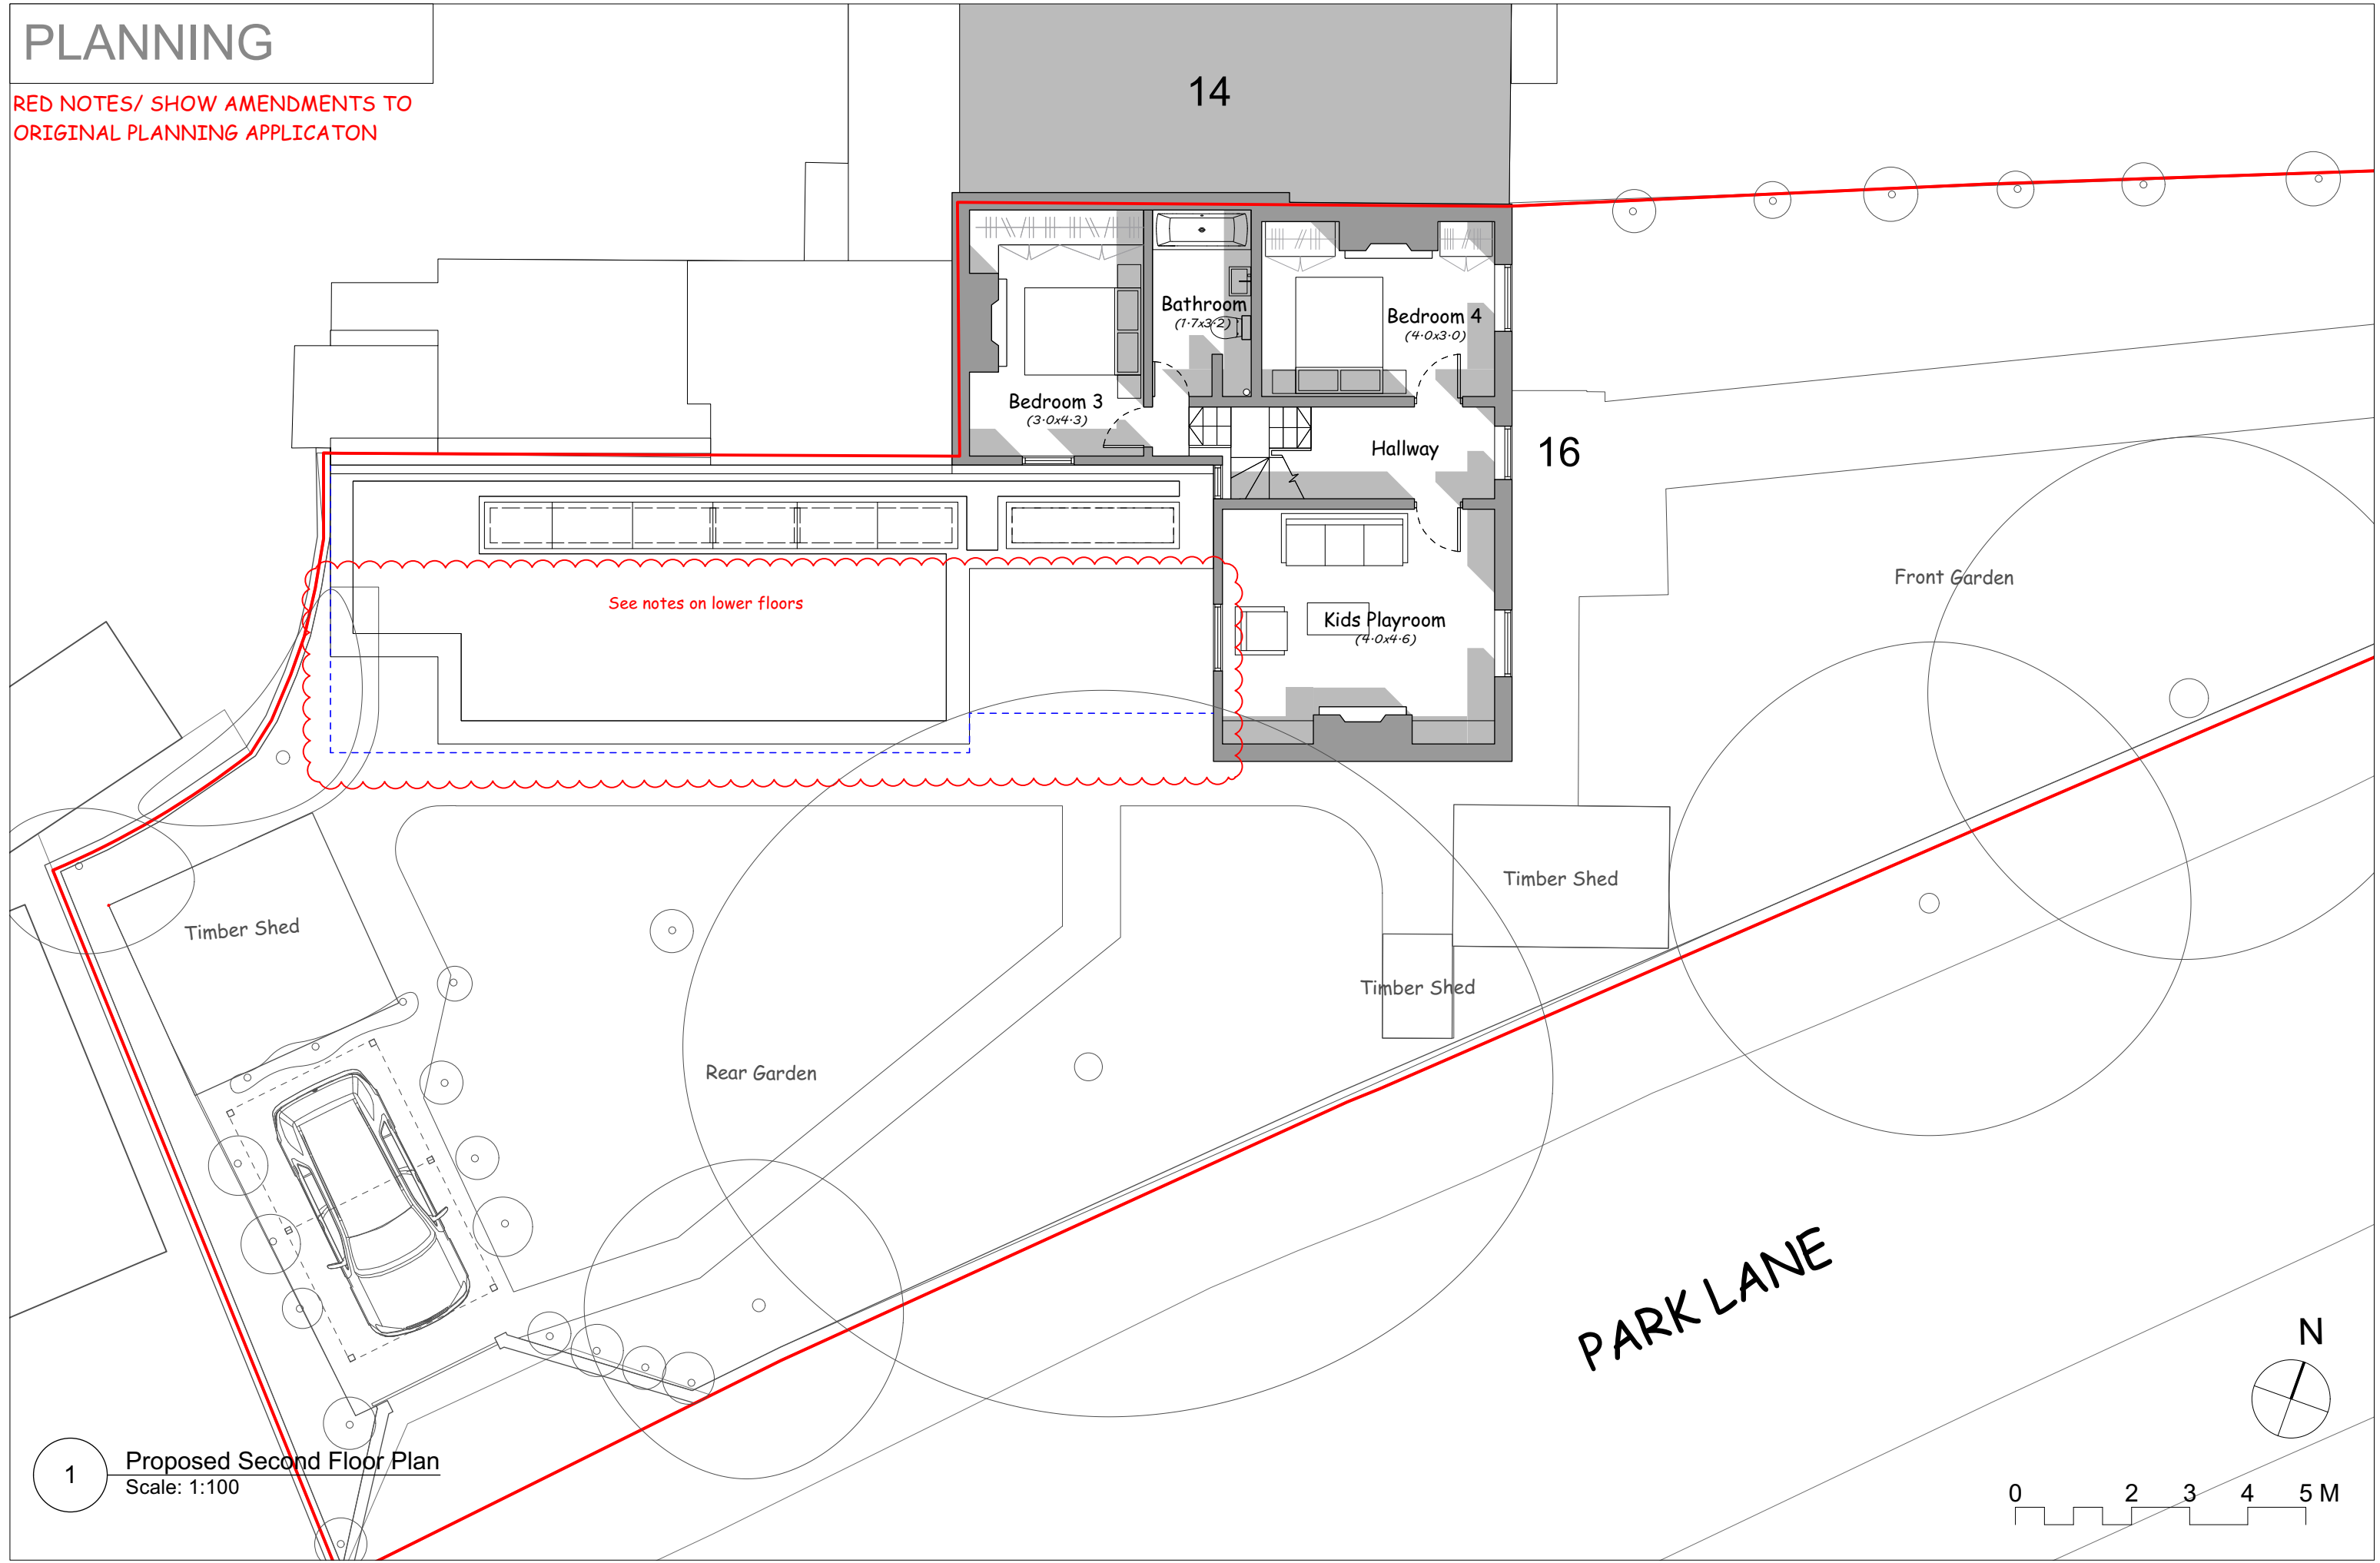 PLANNING
RED NOTES/ SHOW AMENDMENTS TO
ORIGINAL PLANNING APPLICATON
14
Bathroom
(1·7x3·2)
Bedroom 4
(4·0x3·0)
Bedroom 3
(3·0x4·3)
Hallway
16
See notes on lower floors
Kids Playroom
(4·0x4·6)
Front Garden
Timber Shed
Timber Shed
Timber Shed
Rear Garden
PARK LANE
N
1
Proposed Second Floor Plan
Scale: 1:100
0 2 3 4 5 M